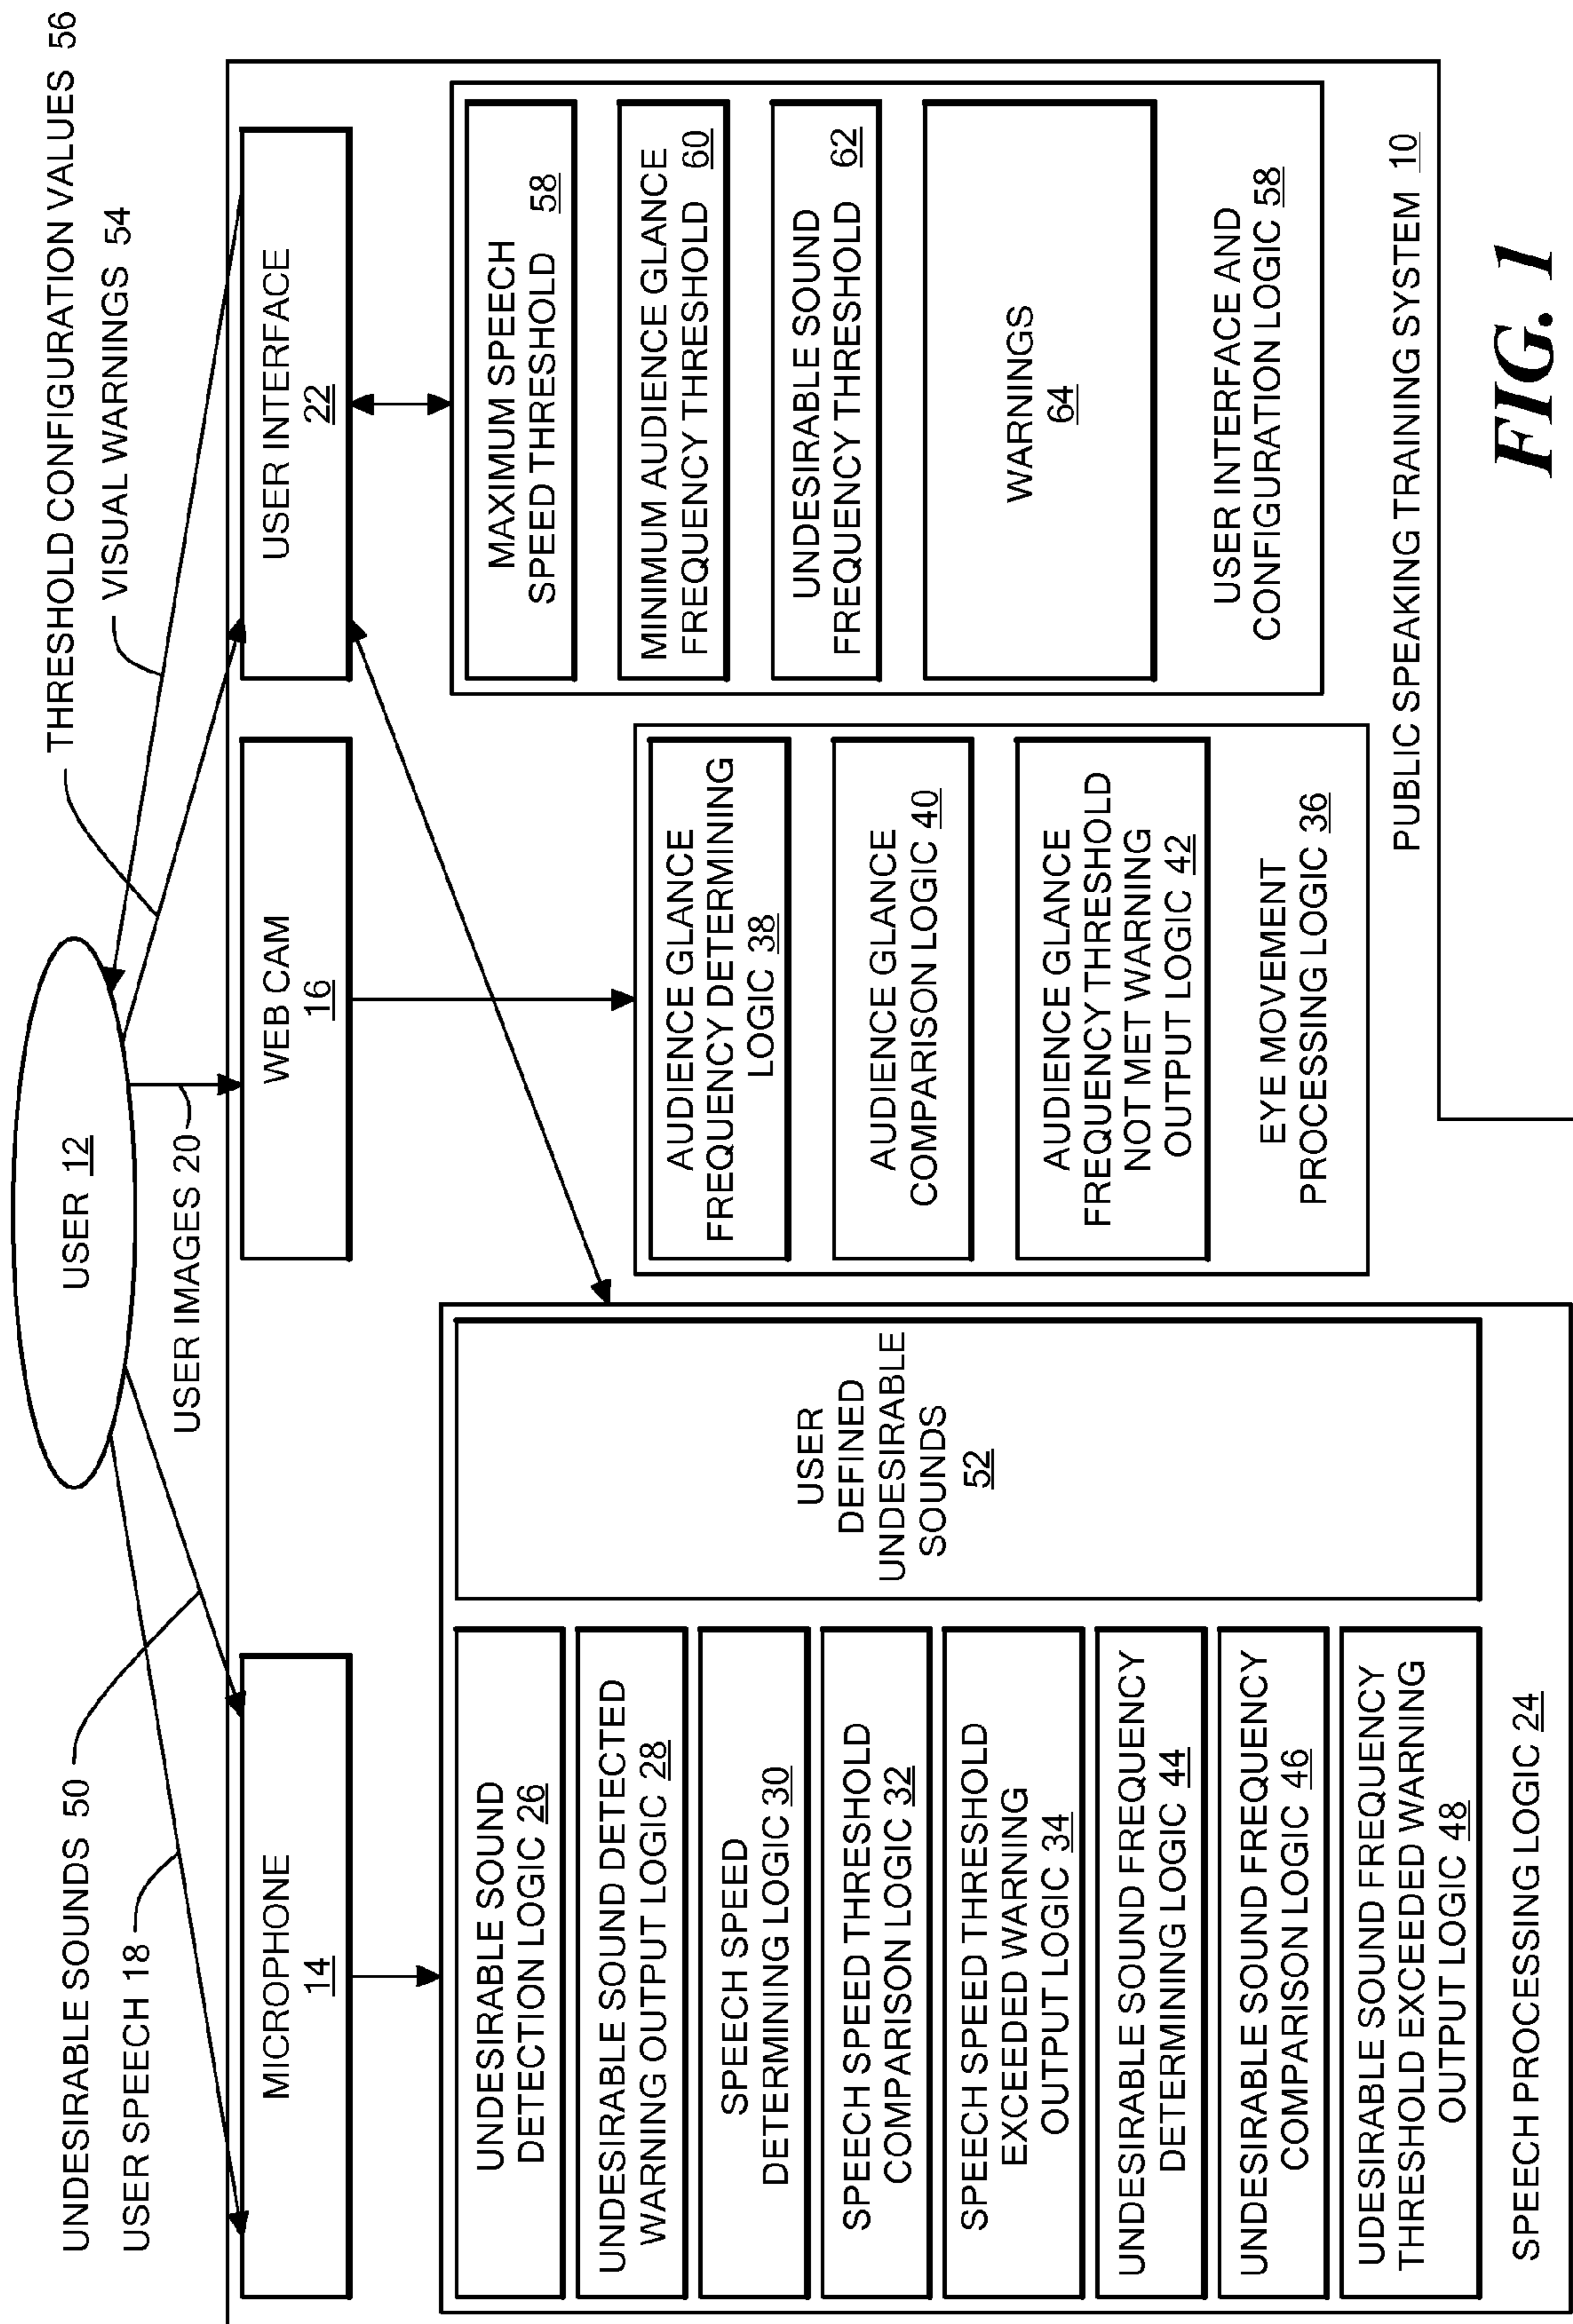 USER 12
UNDESIRABLE SOUNDS 50
USER SPEECH 18
USER IMAGES 20
THRESHOLD CONFIGURATION VALUES 56
VISUAL WARNINGS 54
MICROPHONE
14
WEB CAM
16
USER INTERFACE
22
UNDESIRABLE SOUND
DETECTION LOGIC 26
UNDESIRABLE SOUND DETECTED
WARNING OUTPUT LOGIC 28
SPEECH SPEED
DETERMINING LOGIC 30
SPEECH SPEED THRESHOLD
COMPARISON LOGIC 32
SPEECH SPEED THRESHOLD
EXCEEDED WARNING
OUTPUT LOGIC 34
UNDESIRABLE SOUND FREQUENCY
DETERMINING LOGIC 44
UNDESIRABLE SOUND FREQUENCY
COMPARISON LOGIC 46
UDESIRABLE SOUND FREQUENCY
THRESHOLD EXCEEDED WARNING
OUTPUT LOGIC 48
SPEECH PROCESSING LOGIC 24
USER
DEFINED
UNDESIRABLE
SOUNDS
52
AUDIENCE GLANCE
FREQUENCY DETERMINING
LOGIC 38
AUDIENCE GLANCE
COMPARISON LOGIC 40
AUDIENCE GLANCE
FREQUENCY THRESHOLD
NOT MET WARNING
OUTPUT LOGIC 42
EYE MOVEMENT
PROCESSING LOGIC 36
MAXIMUM SPEECH
SPEED THRESHOLD 58
MINIMUM AUDIENCE GLANCE
FREQUENCY THRESHOLD 60
UNDESIRABLE SOUND
FREQUENCY THRESHOLD 62
WARNINGS
64
USER INTERFACE AND
CONFIGURATION LOGIC 58
PUBLIC SPEAKING TRAINING SYSTEM 10
FIG. 1